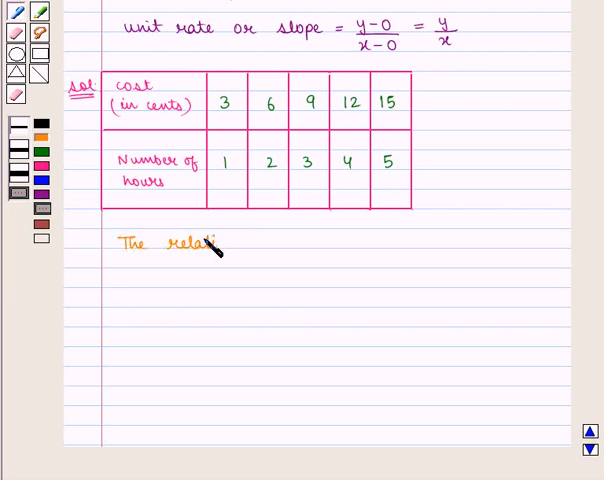 unit rate or slope = y-0/x-0 = y/x
sol cost (in cents) 3 6 9 12 15
Number of hours 1 2 3 4 5
The relati